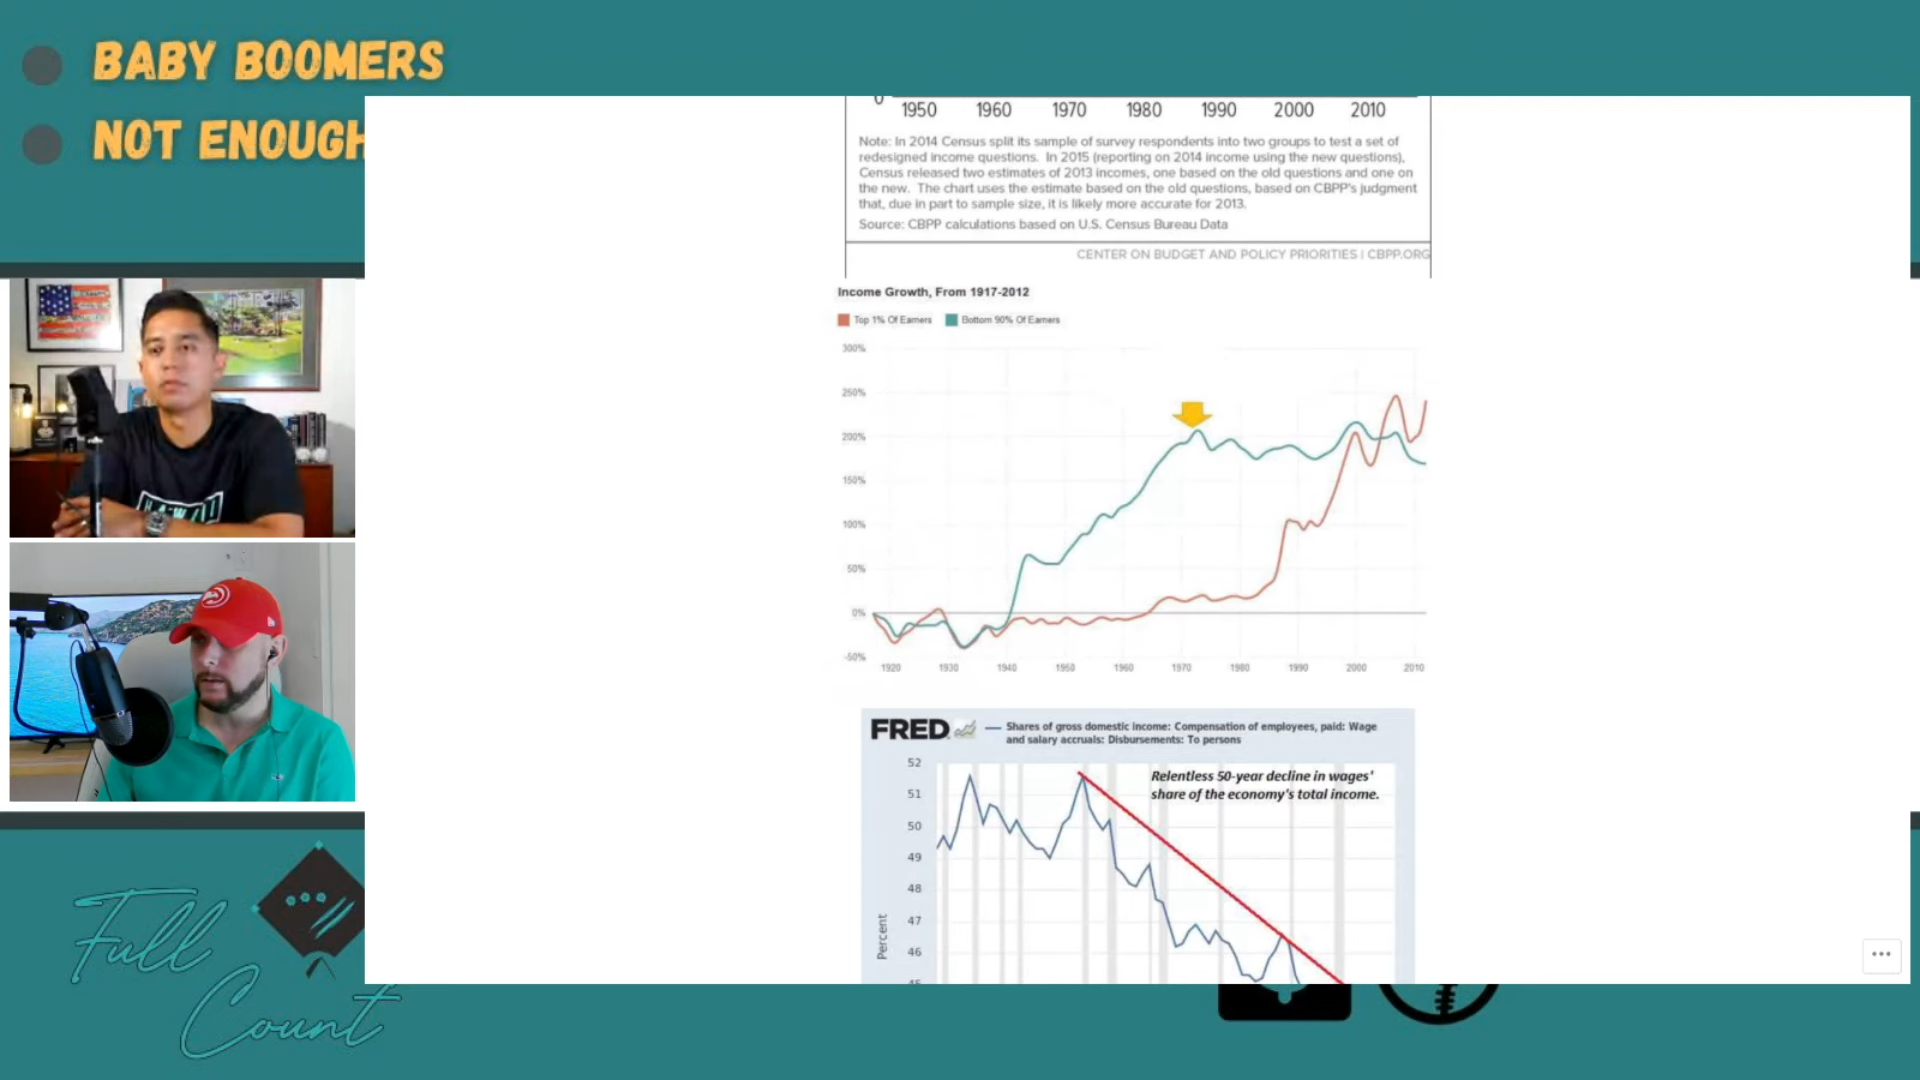 BABY BOOMERS
NOT ENOUGH
0
1950 1960 1970 1980 1990 2000 2010
Note: In 2014 Census split its sample of survey respondents into two groups to test a set of
redesigned income questions. In 2015 (reporting on 2014 income using the new questions),
Census released two estimates of 2013 incomes, one based on the old questions and one on
the new. The chart uses the estimate based on the old questions, based on CBPP's judgment
that, due in part to sample size, it is likely more accurate for 2013.
Source: CBPP calculations based on U.S. Census Bureau Data
CENTER ON BUDGET AND POLICY PRIORITIES | CBPP.ORG
Income Growth, From 1917-2012
Top 1% Of Earners Bottom 90% Of Earners
300%
250%
200%
150%
100%
50%
0%
-50%
1920 1930 1940 1950 1960 1970 1980 1990 2000 2010
FRED
Shares of gross domestic income: Compensation of employees, paid: Wage
and salary accruals: Disbursements: To persons
Relentless 50-year decline in wages'
share of the economy's total income.
52
51
50
49
48
47
46
45
Percent
Full
Count